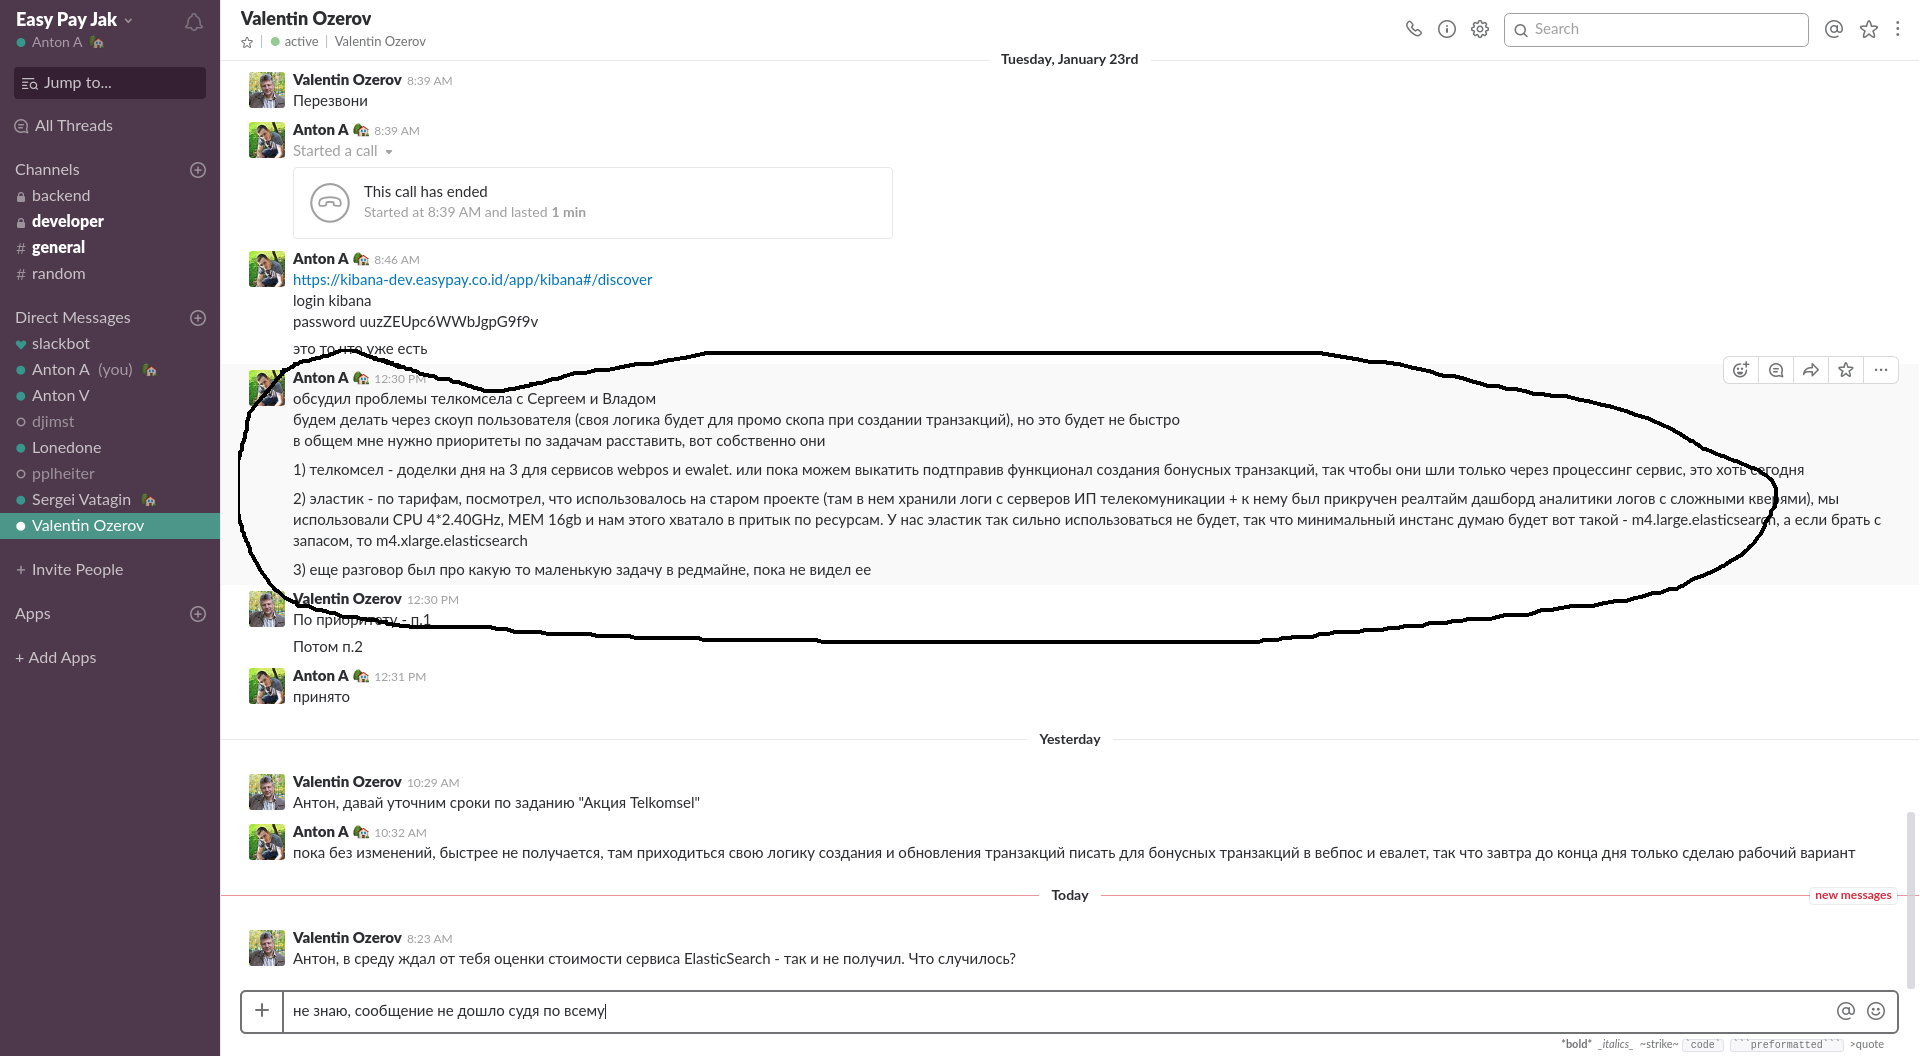 Easy Pay Jak
Anton A
Jump to...
All Threads
Channels
backend
developer
# general
# random
Direct Messages
slackbot
Anton A (you)
Anton V
djimst
Lonedone
pplheiter
Sergei Vatagin
Valentin Ozerov
+ Invite People
Apps
+ Add Apps
Valentin Ozerov
active | Valentin Ozerov
Search
Tuesday, January 23rd
Valentin Ozerov 8:39 AM
Перезвони
Anton A 8:39 AM
Started a call
This call has ended
Started at 8:39 AM and lasted 1 min
Anton A 8:46 AM
https://kibana-dev.easypay.co.id/app/kibana#/discover
login kibana
password uuzZEUpc6WWbJgpG9f9v
это то что уже есть
Anton A 12:30 PM
обсудил проблемы телкомсела с Сергеем и Владом
будем делать через скоуп пользователя (своя логика будет для промо скопа при создании транзакций), но это будет не быстро
в общем мне нужно приоритеты по задачам расставить, вот собственно они
1) телкомсел - доделки дня на 3 для сервисов webpos и ewalet. или пока можем выкатить подтправив функционал создания бонусных транзакций, так чтобы они шли только через процессинг сервис, это хоть сегодня
2) эластик - по тарифам, посмотрел, что использовалось на старом проекте (там в нем хранили логи с серверов ИП телекомуникации + к нему был прикручен реалтайм дашборд аналитики логов с сложными кверями), мы
использовали CPU 4*2.40GHz, MEM 16gb и нам этого хватало в притык по ресурсам. У нас эластик так сильно использоваться не будет, так что минимальный инстанс думаю будет вот такой - m4.large.elasticsearch, а если брать с
запасом, то m4.xlarge.elasticsearch
3) еще разговор был про какую то маленькую задачу в редмайне, пока не видел ее
Valentin Ozerov 12:30 PM
По приоритету - п.1
Потом п.2
Anton A 12:31 PM
принято
Yesterday
Valentin Ozerov 10:29 AM
Антон, давай уточним сроки по заданию "Акция Telkomsel"
Anton A 10:32 AM
пока без изменений, быстрее не получается, там приходиться свою логику создания и обновления транзакций писать для бонусных транзакций в вебпос и евалет, так что завтра до конца дня только сделаю рабочий вариант
Today
new messages
Valentin Ozerov 8:23 AM
Антон, в среду ждал от тебя оценки стоимости сервиса ElasticSearch - так и не получил. Что случилось?
не знаю, сообщение не дошло судя по всему
*bold* _italics_ ~strike~ `code` ```preformatted``` >quote